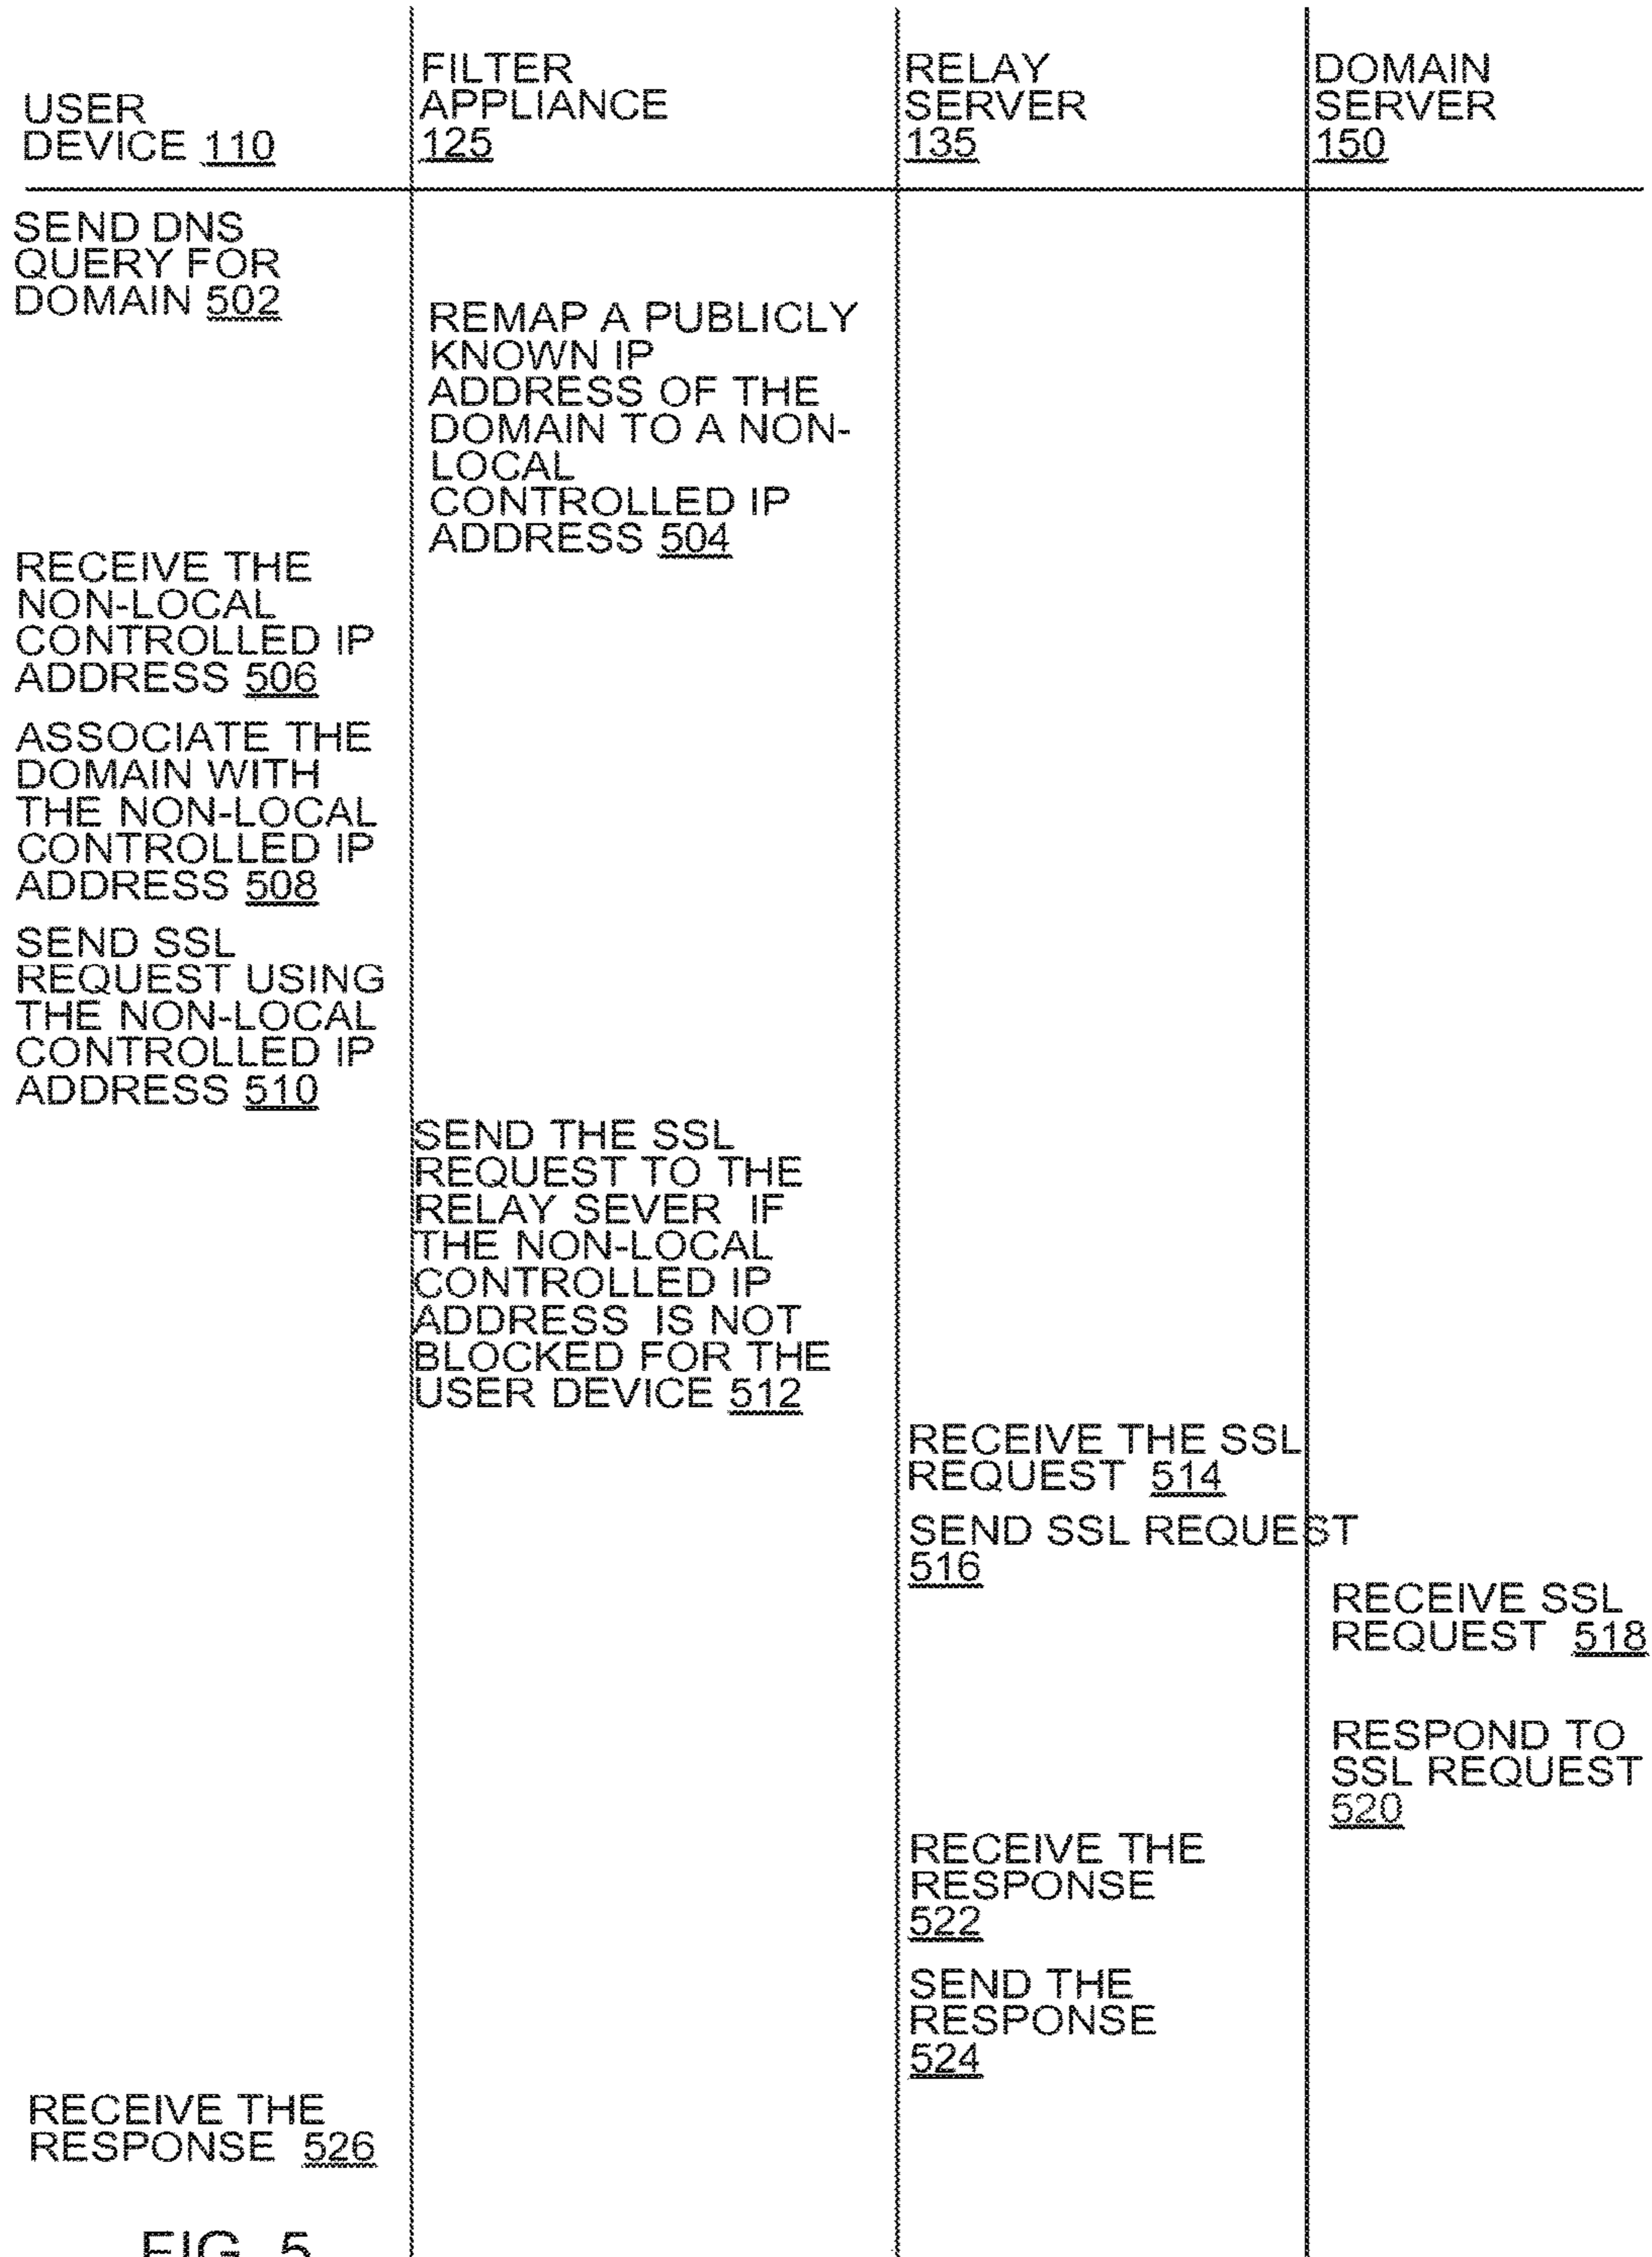 USER
DEVICE 110
FILTER
APPLIANCE
125
RELAY
SERVER
135
DOMAIN
SERVER
150
SEND DNS
QUERY FOR
DOMAIN 502
REMAP A PUBLICLY
KNOWN IP
ADDRESS OF THE
DOMAIN TO A NON-
LOCAL
CONTROLLED IP
ADDRESS 504
RECEIVE THE
NON-LOCAL
CONTROLLED IP
ADDRESS 506
ASSOCIATE THE
DOMAIN WITH
THE NON-LOCAL
CONTROLLED IP
ADDRESS 508
SEND SSL
REQUEST USING
THE NON-LOCAL
CONTROLLED IP
ADDRESS 510
SEND THE SSL
REQUEST TO THE
RELAY SEVER IF
THE NON-LOCAL
CONTROLLED IP
ADDRESS IS NOT
BLOCKED FOR THE
USER DEVICE 512
RECEIVE THE SSL
REQUEST 514
SEND SSL REQUEST
516
RECEIVE SSL
REQUEST 518
RESPOND TO
SSL REQUEST
520
RECEIVE THE
RESPONSE
522
SEND THE
RESPONSE
524
RECEIVE THE
RESPONSE 526
FIG. 5